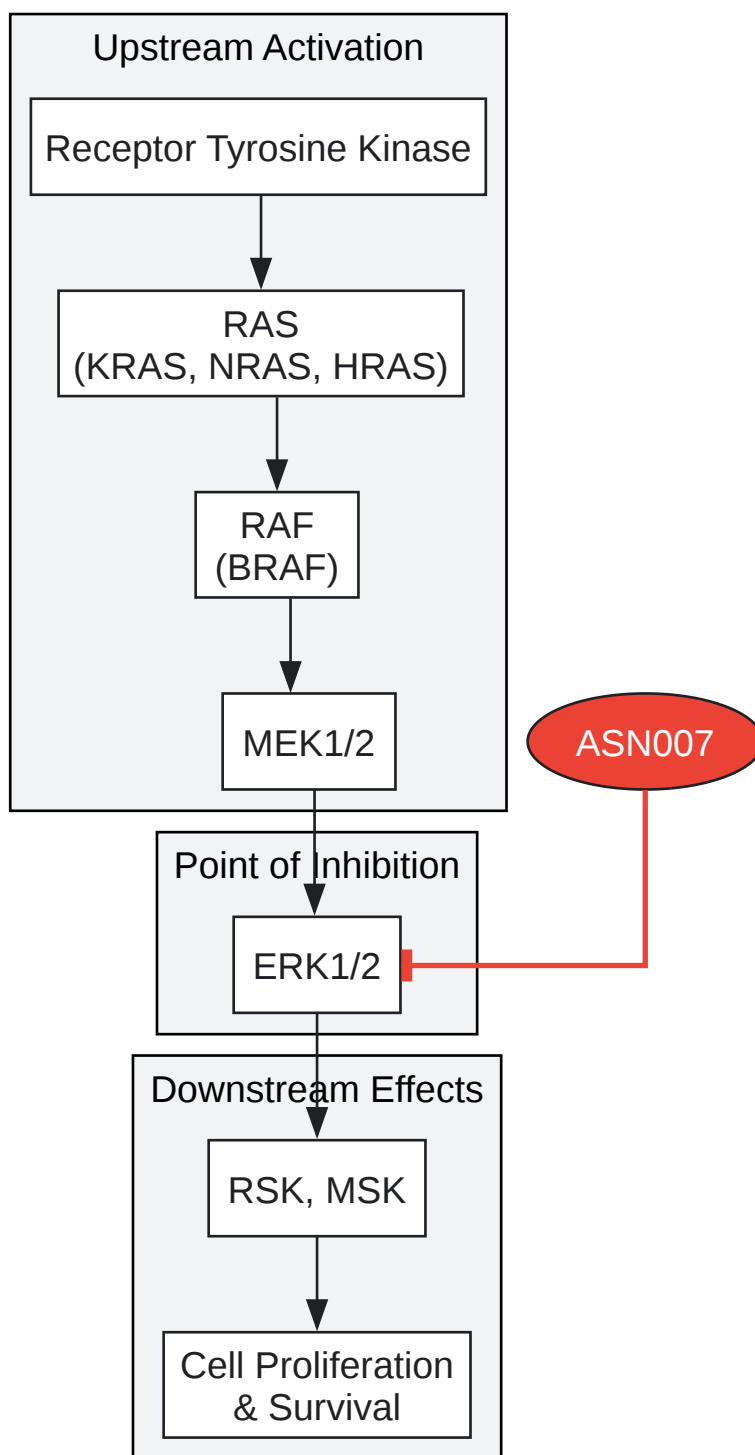 Upstream Activation
Receptor Tyrosine Kinase
RAS
(KRAS, NRAS, HRAS)
RAF
(BRAF)
MEK1/2
ASN007
Point of Inhibition
ERK1/2
Downstream Effects
RSK, MSK
Cell Proliferation
& Survival